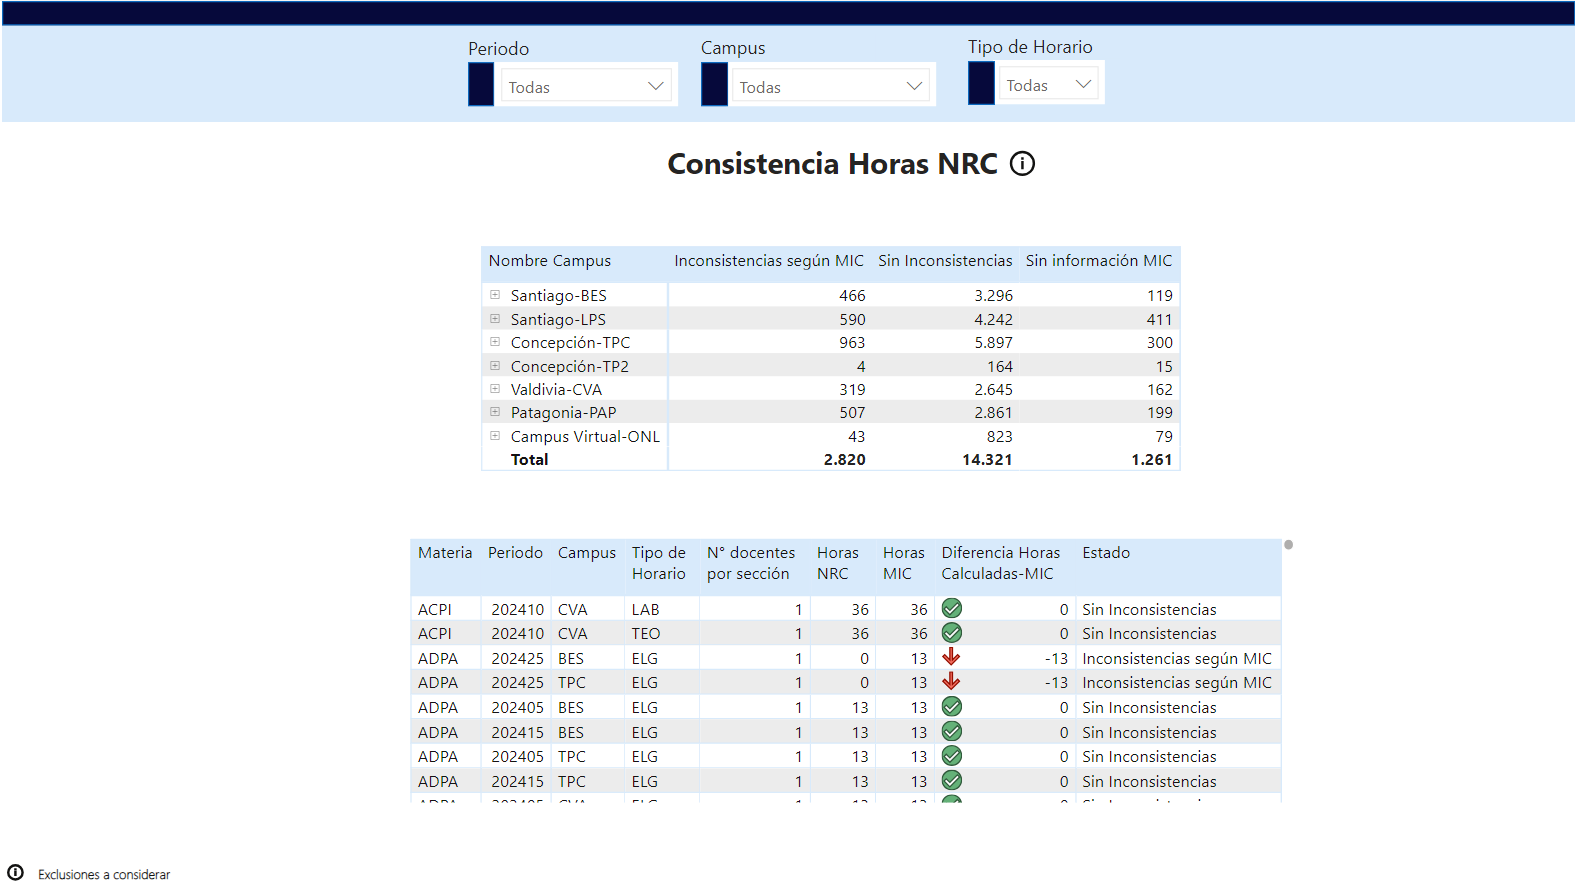 Periodo Campus Tipo de Horario
Todas Todas Todas
Consistencia Horas NRC
Nombre Campus Inconsistencias según MIC Sin Inconsistencias Sin información MIC
Santiago-BES 466 3.296 119
Santiago-LPS 590 4.242 411
Concepción-TPC 963 5.897 300
Concepción-TP2 4 164 15
Valdivia-CVA 319 2.645 162
Patagonia-PAP 507 2.861 199
Campus Virtual-ONL 43 823 79
Total 2.820 14.321 1.261
Materia Periodo Campus Tipo de Horario N° docentes por sección Horas NRC Horas MIC Diferencia Horas Calculadas-MIC Estado
ACPI 202410 CVA LAB 1 36 36 0 Sin Inconsistencias
ACPI 202410 CVA TEO 1 36 36 0 Sin Inconsistencias
ADPA 202425 BES ELG 1 0 13 -13 Inconsistencias según MIC
ADPA 202425 TPC ELG 1 0 13 -13 Inconsistencias según MIC
ADPA 202405 BES ELG 1 13 13 0 Sin Inconsistencias
ADPA 202415 BES ELG 1 13 13 0 Sin Inconsistencias
ADPA 202405 TPC ELG 1 13 13 0 Sin Inconsistencias
ADPA 202415 TPC ELG 1 13 13 0 Sin Inconsistencias
Exclusiones a considerar